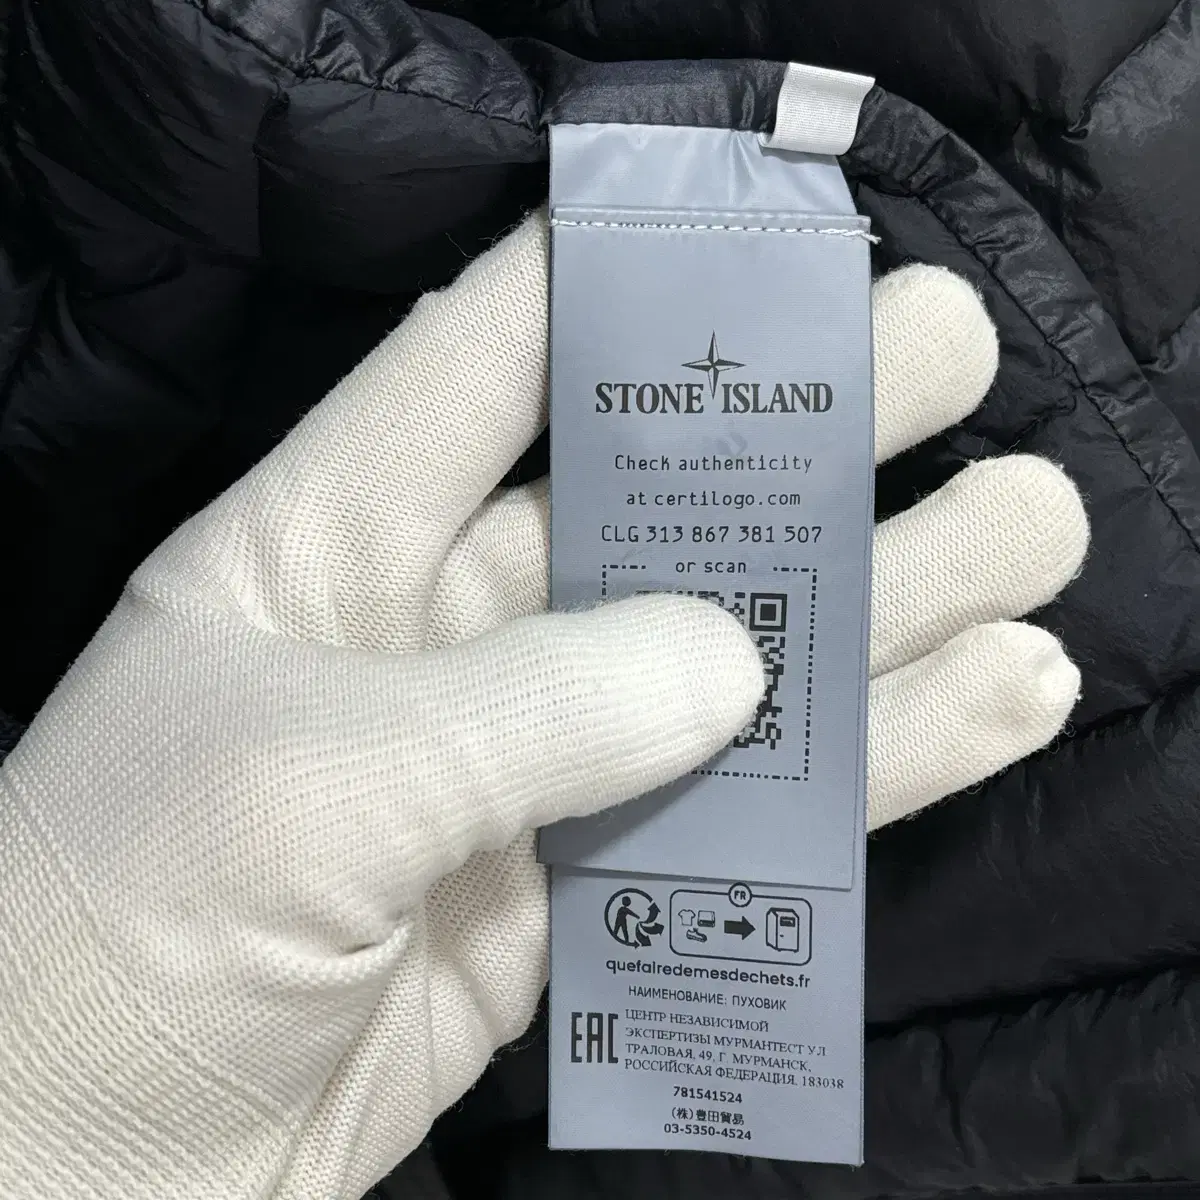 STONE ISLAND
Check authenticity
at certilogo.com
CLG 313 867 381 507
or scan
FR
quefairedemesdechets.fr
НАИМЕНОВАНИЕ: ПУХОВИК
EAC
ЦЕНТР НЕЗАВИСИМОЙ
ЭКСПЕРТИЗЫ МУРМАНТЕСТ УЛ
ТРАЛОВАЯ, 49, Г. МУРМАНСК,
РОССИЙСКАЯ ФЕДЕРАЦИЯ. 183038
781541524
(株)豊田貿易
03-5350-4524